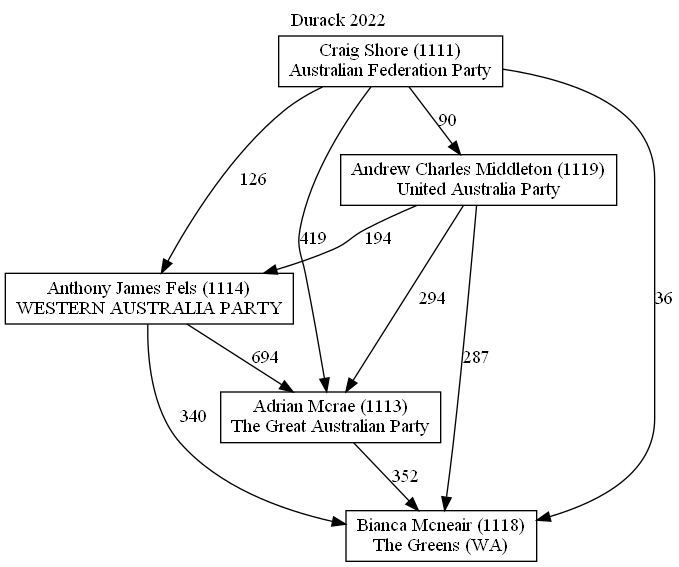 Durack 2022
Craig Shore (1111)
Australian Federation Party
90
Andrew Charles Middleton (1119)
United Australia Party
126
419
194
Anthony James Fels (1114)
WESTERN AUSTRALIA PARTY
294
36
694
287
Adrian Mcrae (1113)
The Great Australian Party
340
352
Bianca Mcneair (1118)
The Greens (WA)